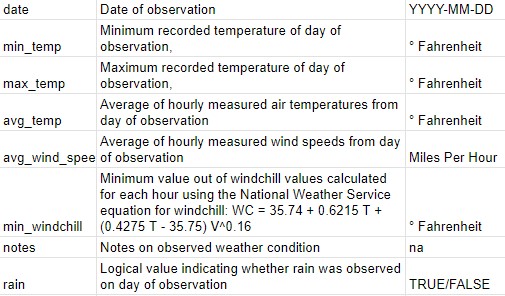 date Date of observation YYYY-MM-DD
Minimum recorded temperature of day of
min_temp observation, ° Fahrenheit
Maximum recorded temperature of day of
max_temp observation, ° Fahrenheit
Average of hourly measured air temperatures from
avg_temp day of observation ° Fahrenheit
Average of hourly measured wind speeds from day
avg_wind_spee of observation Miles Per Hour
Minimum value out of windchill values calculated
for each hour using the National Weather Service
equation for windchill: WC = 35.74 + 0.6215 T +
min_windchill (0.4275 T - 35.75) V^0.16 ° Fahrenheit
notes Notes on observed weather condition na
Logical value indicating whether rain was observed
rain on day of observation TRUE/FALSE